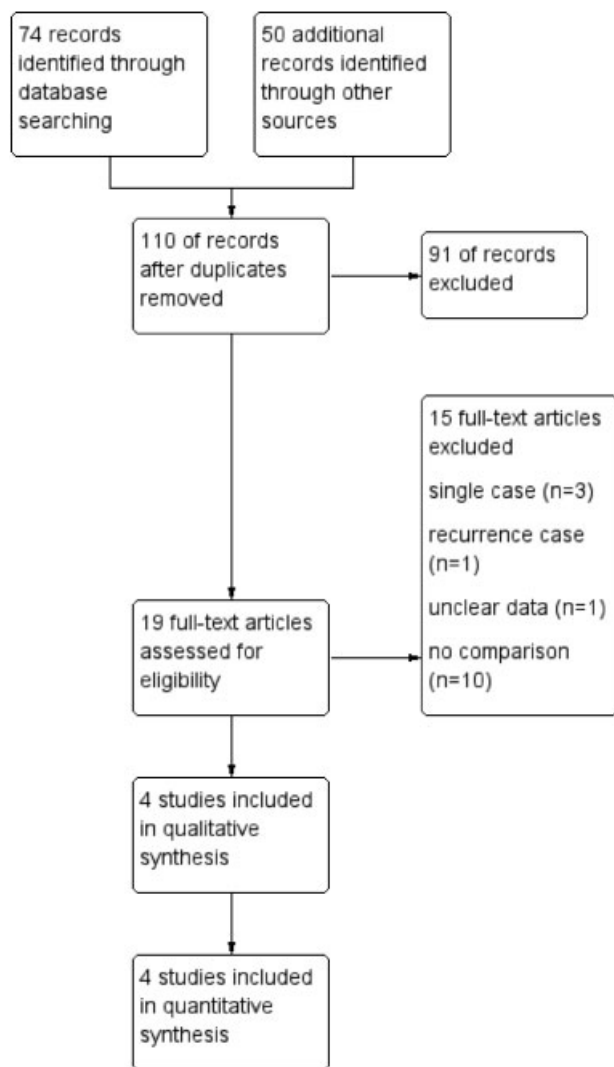 74 records
identified through
database
searching
50 additional
records identified
through other
sources
110 of records
after duplicates
removed
91 of records
excluded
15 full-text articles
excluded
single case (n=3)
recurrence case
(n=1)
unclear data (n=1)
no comparison
(n=10)
19 full-text articles
assessed for
eligibility
4 studies included
in qualitative
synthesis
4 studies included
in quantitative
synthesis